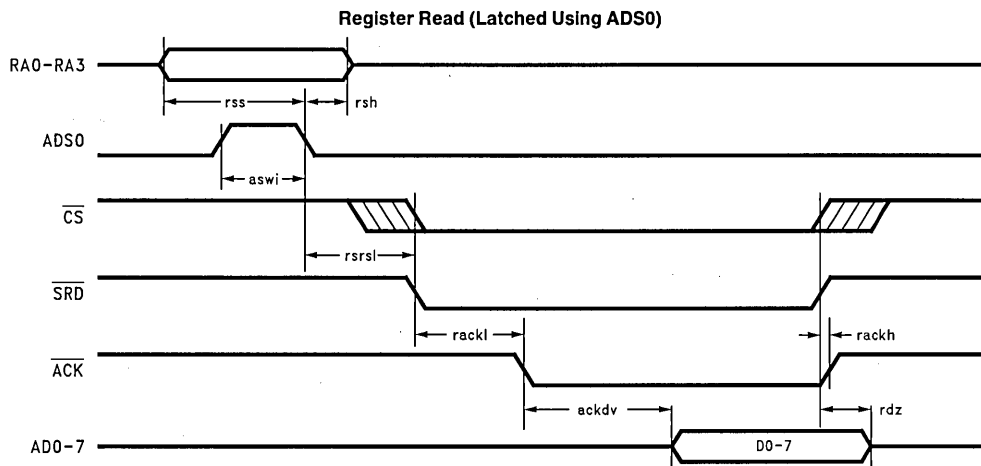 Register Read (Latched Using ADS0)
RA0-RA3
rss
rsh
ADS0
aswi
CS
rsrsl
SRD
rackl
rackh
ACK
ackdv
rdz
AD0-7
D0-7